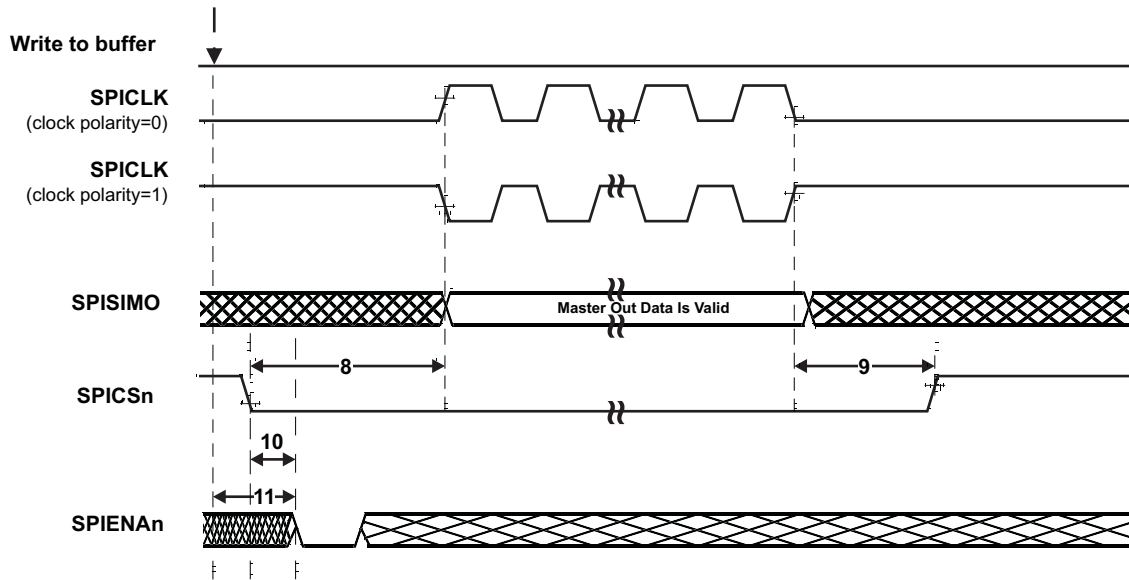 Write to buffer
SPICLK
(clock polarity=0)
SPICLK
(clock polarity=1)
SPISIMO
Master Out Data Is Valid
8
9
SPICSn
10
11
SPIENAn